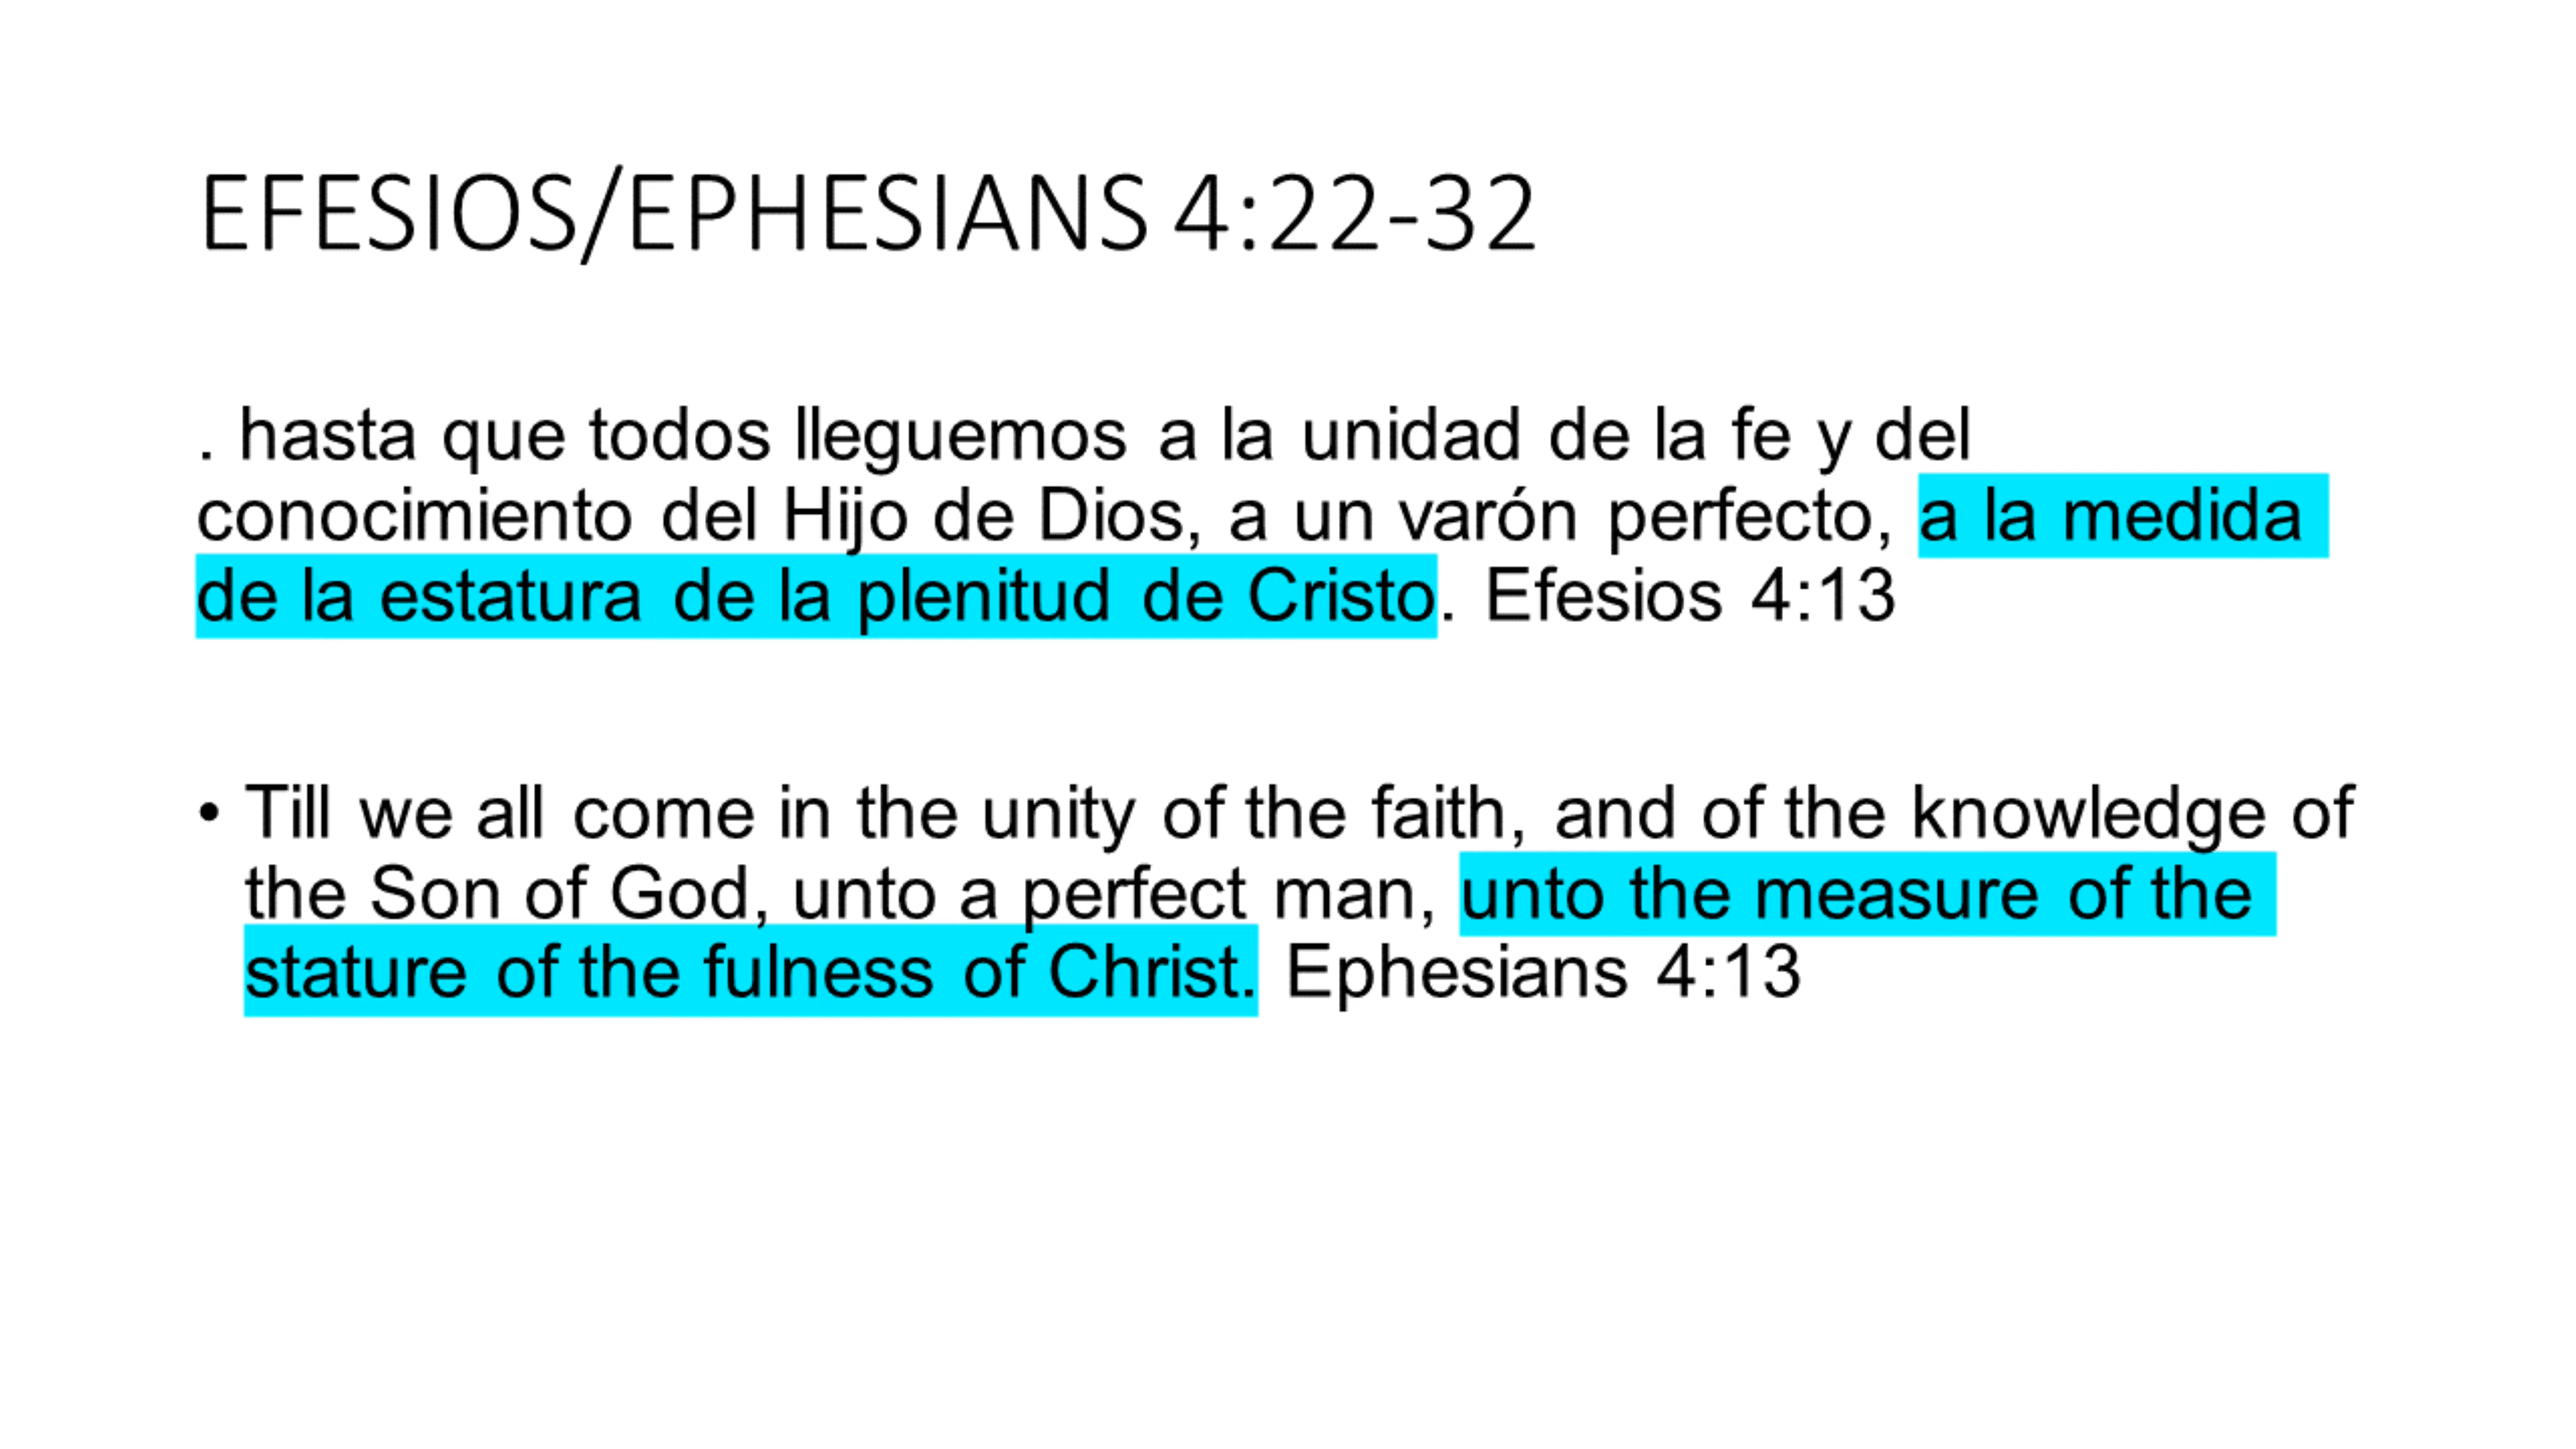 EFESIOS/EPHESIANS 4:22-32
. hasta que todos lleguemos a la unidad de la fe y del
conocimiento del Hijo de Dios, a un varón perfecto, a la medida
de la estatura de la plenitud de Cristo. Efesios 4:13
• Till we all come in the unity of the faith, and of the knowledge of
the Son of God, unto a perfect man, unto the measure of the
stature of the fulness of Christ. Ephesians 4:13